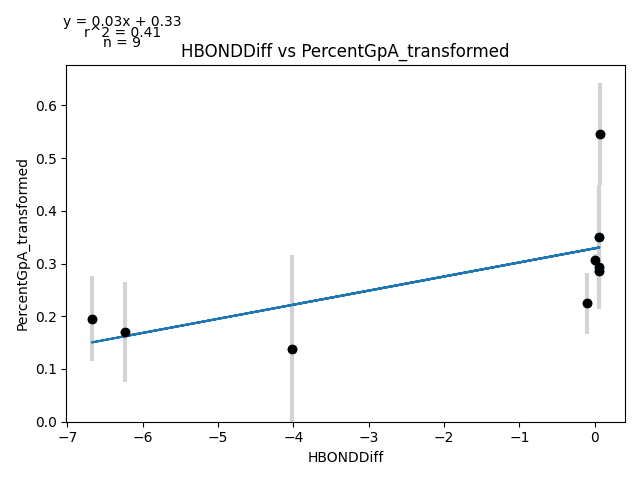 y = 0.03x + 0.33
r^2 = 0.41
n = 9
HBONDDiff vs PercentGpA_transformed
PercentGpA_transformed
0.6
0.5
0.4
0.3
0.2
0.1
0.0
−7 −6 −5 −4 −3 −2 −1 0
HBONDDiff